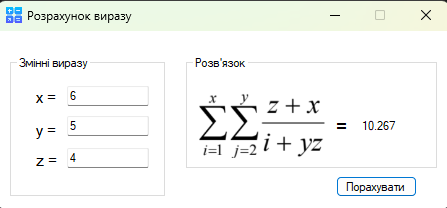 Розрахунок виразу
Змінні виразу
x = 6
y = 5
z = 4
Розв'язок
x y z + x
∑ ∑ = 10.267
i=1 j=2 i + yz
Порахувати